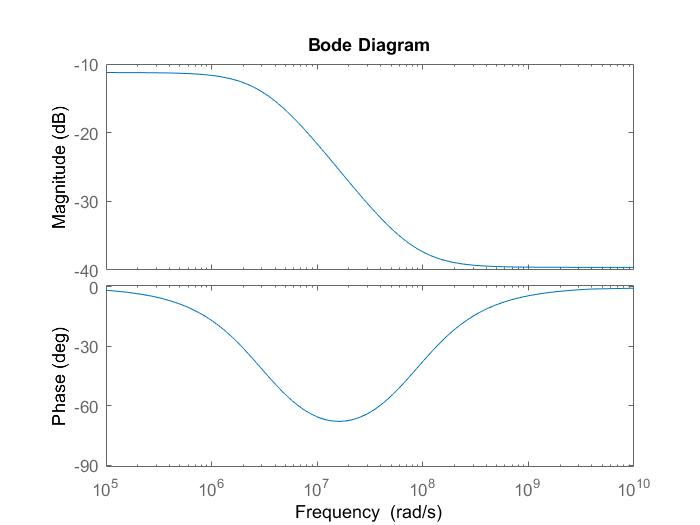 Bode Diagram
Magnitude (dB)
-10
-20
-30
-40
Phase (deg)
0
-30
-60
-90
10^5 10^6 10^7 10^8 10^9 10^10
Frequency (rad/s)